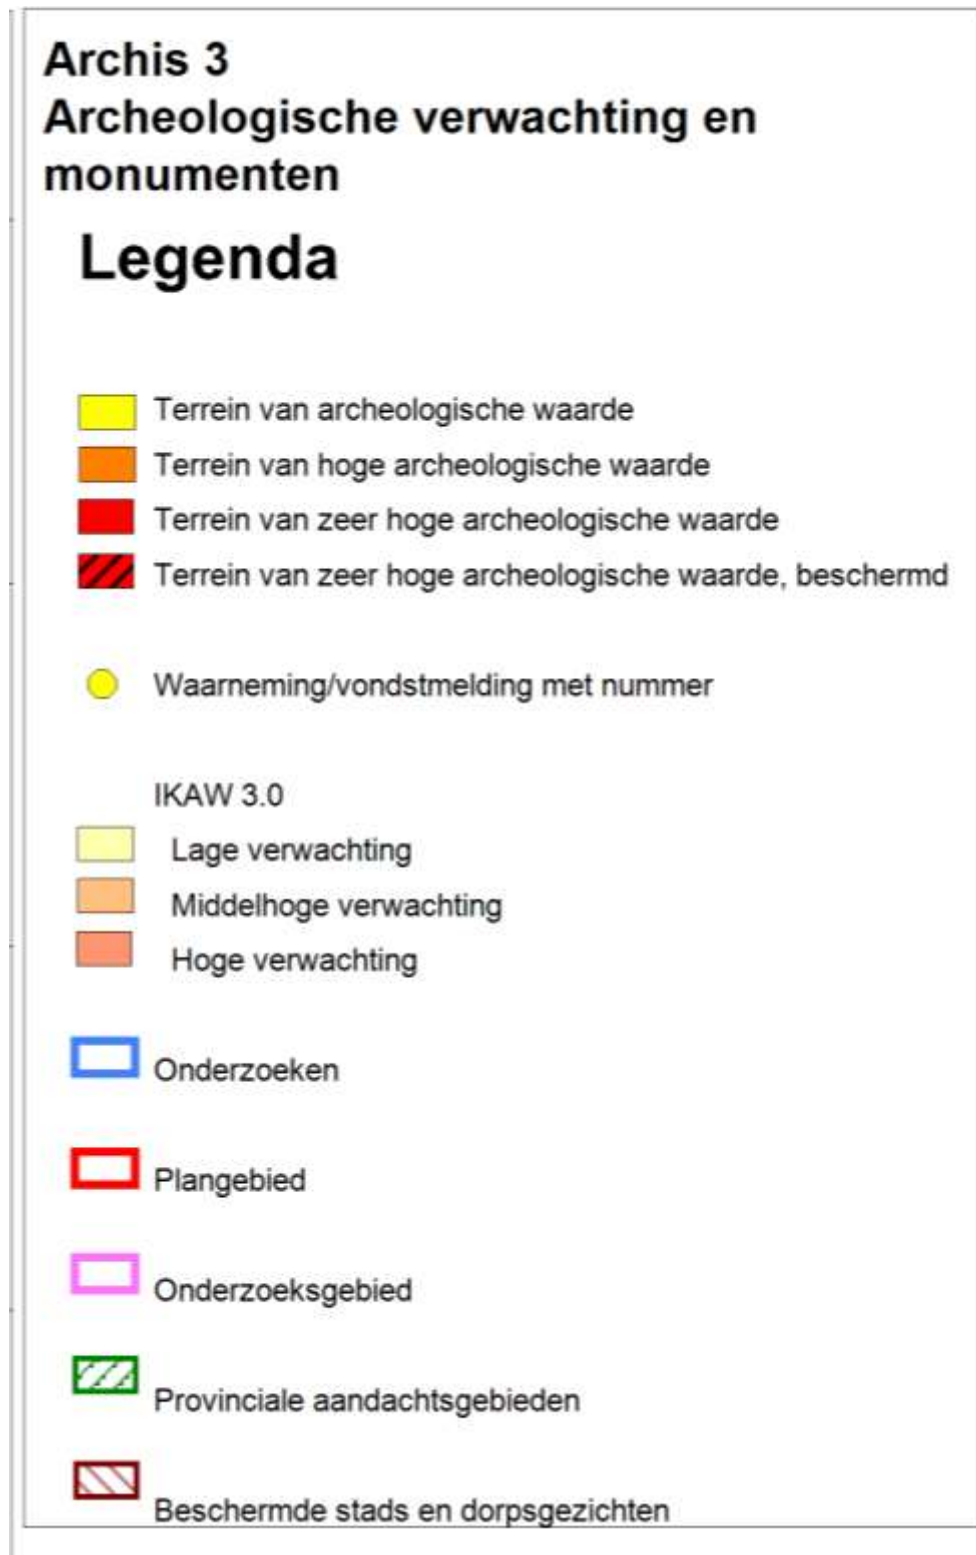 Archis 3
Archeologische verwachting en
monumenten
Legenda
Terrein van archeologische waarde
Terrein van hoge archeologische waarde
Terrein van zeer hoge archeologische waarde
Terrein van zeer hoge archeologische waarde, beschermd
Waarneming/vondstmelding met nummer
IKAW 3.0
Lage verwachting
Middelhoge verwachting
Hoge verwachting
Onderzoeken
Plangebied
Onderzoeksgebied
Provinciale aandachtsgebieden
Beschermde stads en dorpsgezichten